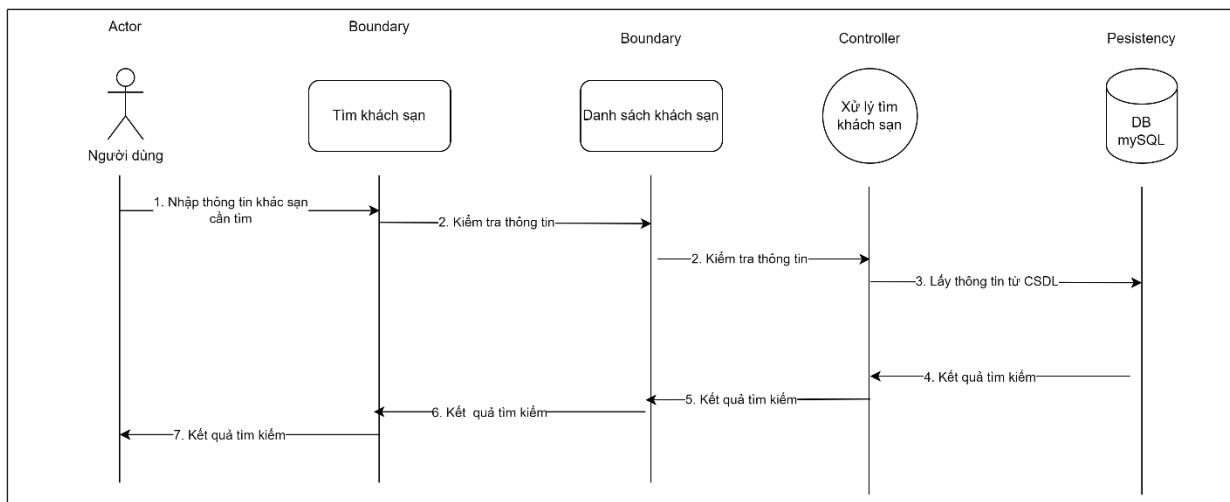 Actor
Boundary
Boundary
Controller
Pesistency
Người dùng
Tìm khách sạn
Danh sách khách sạn
Xử lý tìm
khách sạn
DB
mySQL
1. Nhập thông tin khác sạn
cần tìm
2. Kiểm tra thông tin
2. Kiểm tra thông tin
3. Lấy thông tin từ CSDL
4. Kết quả tìm kiếm
5. Kết quả tìm kiếm
6. Kết quả tìm kiếm
7. Kết quả tìm kiếm